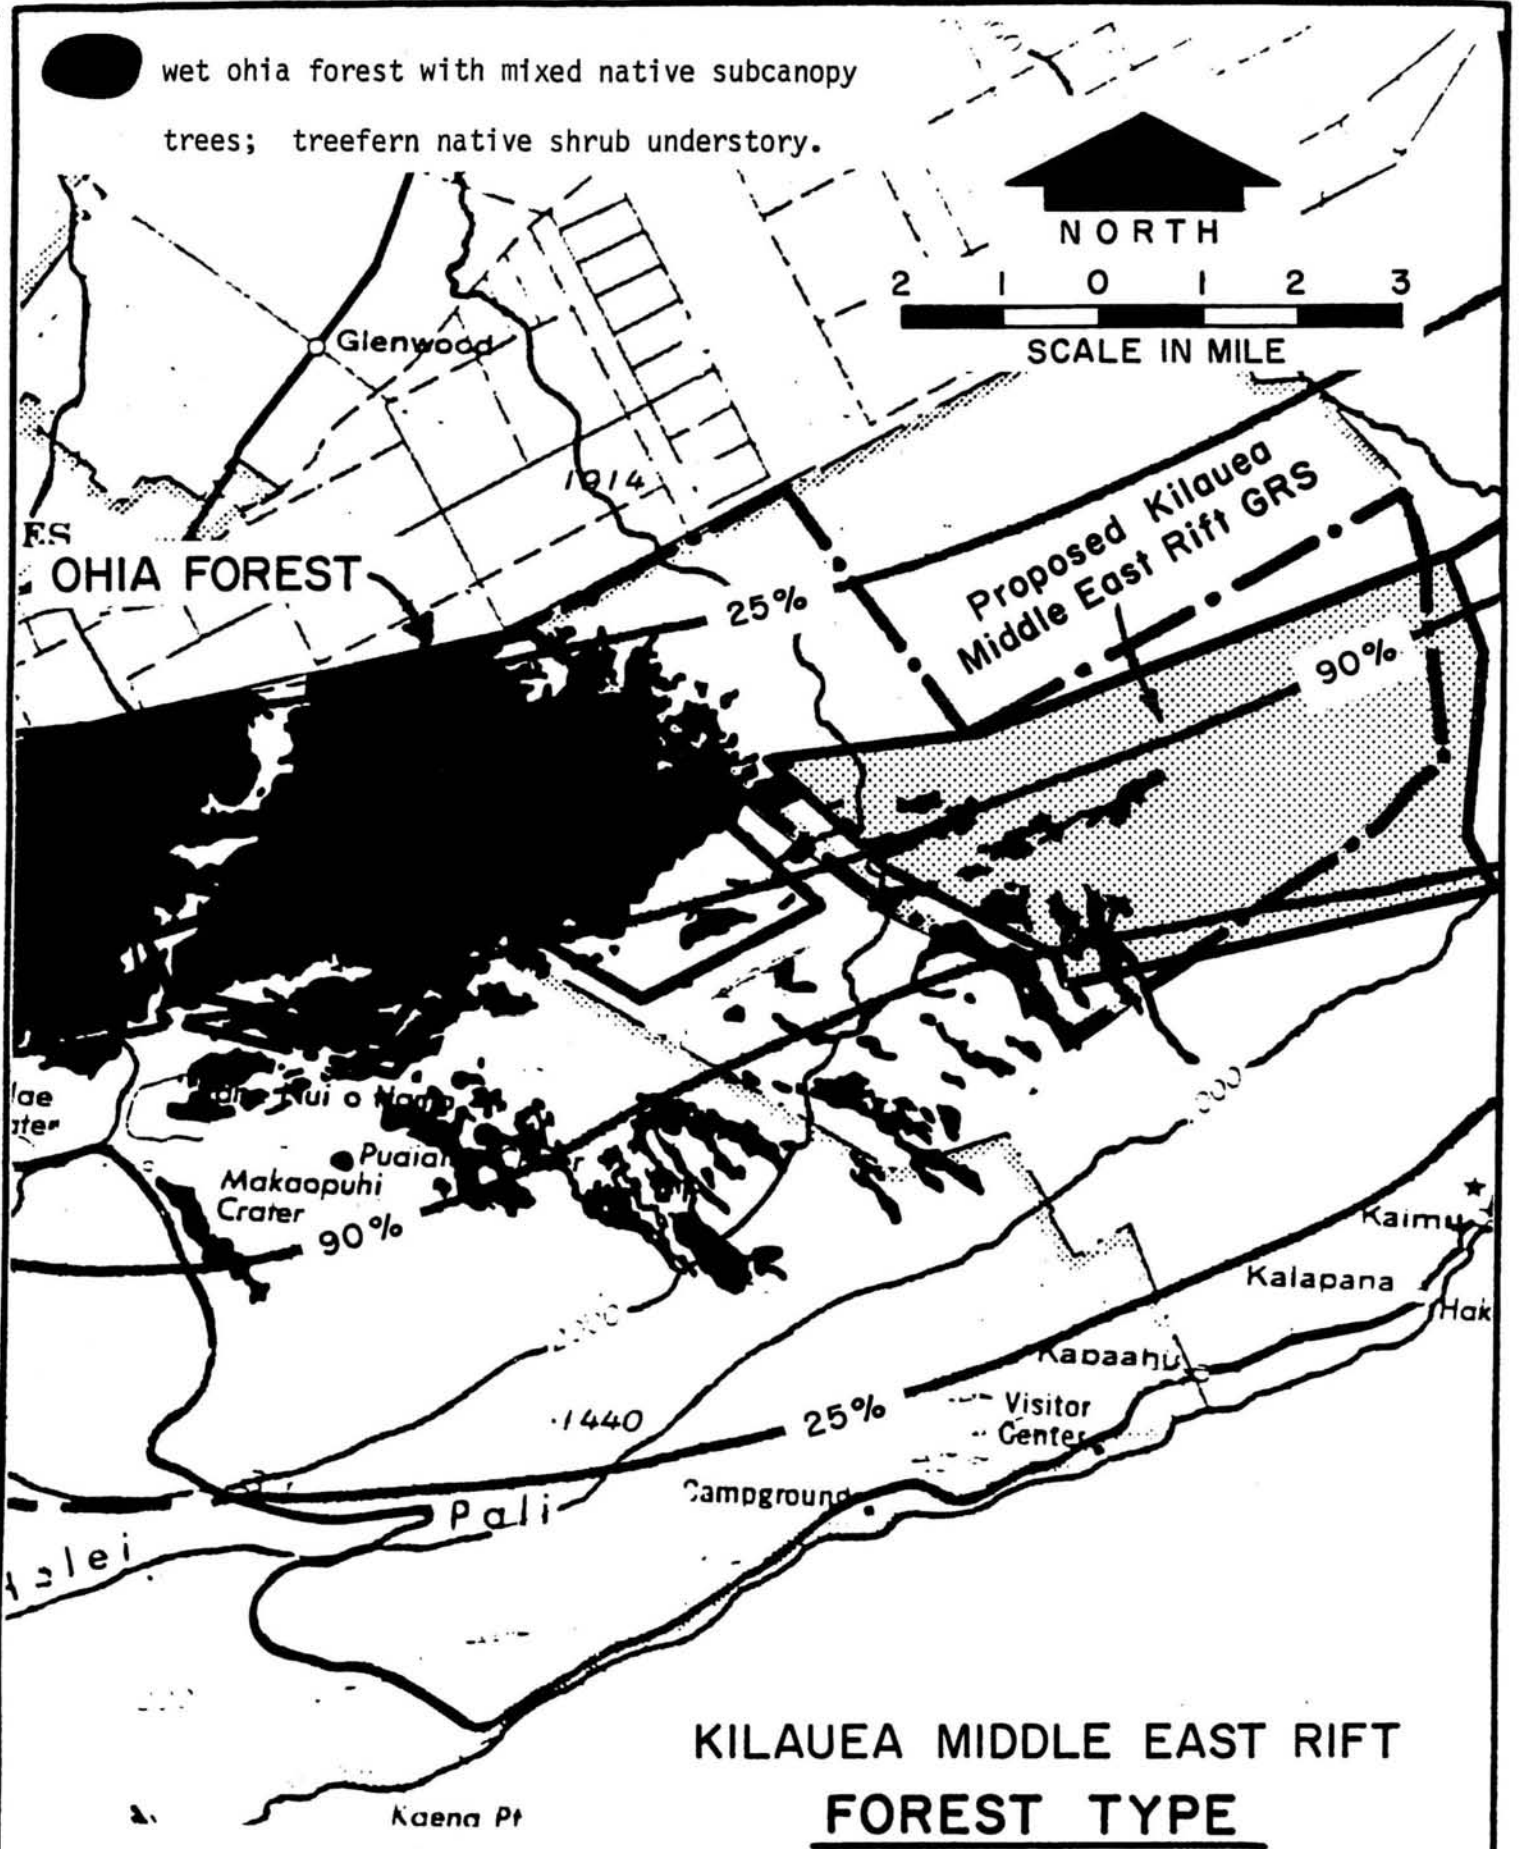 wet ohia forest with mixed native subcanopy
trees; treefern native shrub understory.
NORTH
2 1 0 1 2 3
SCALE IN MILE
Glenwood
1914
ES
OHIA FOREST
25%
Proposed Kilauea
Middle East Rift GRS
90%
Makaopuhi
Crater
90%
Kaimu
Kalapana
Hak
Kapaahu
Visitor
Center
25%
1440
Campground
Pali
Kaena Pt
KILAUEA MIDDLE EAST RIFT
FOREST TYPE